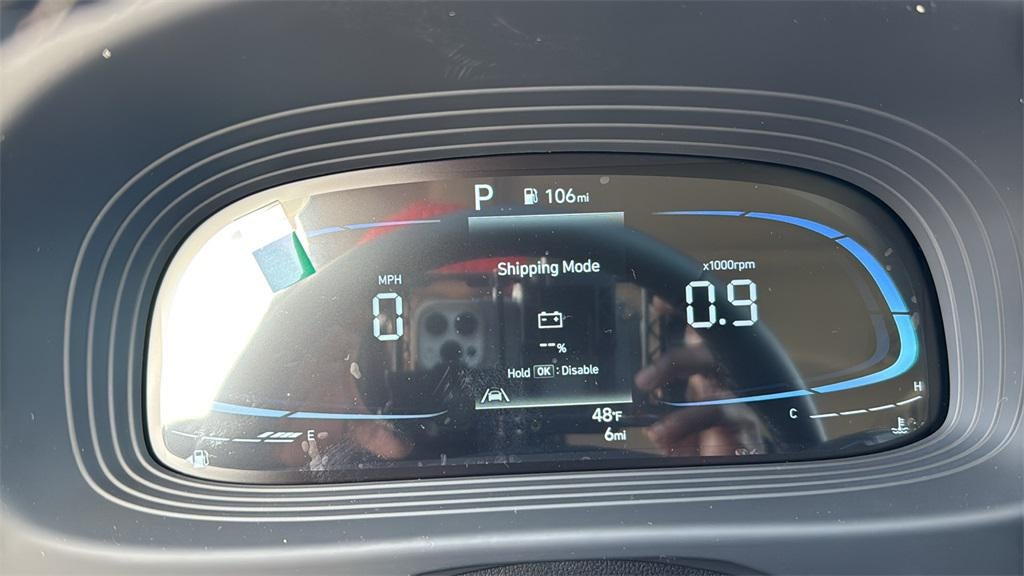 P 106mi
Shipping Mode
MPH
0
x1000rpm
0.9
--%
Hold OK : Disable
48°F
6mi
E
C
H